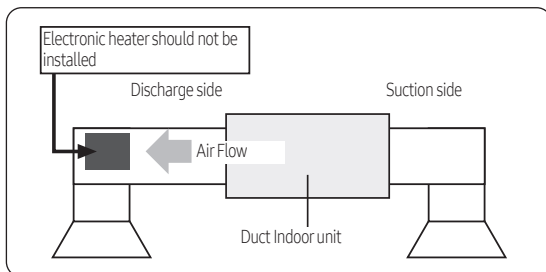 Electronic heater should not be
installed
Discharge side
Suction side
Air Flow
Duct Indoor unit